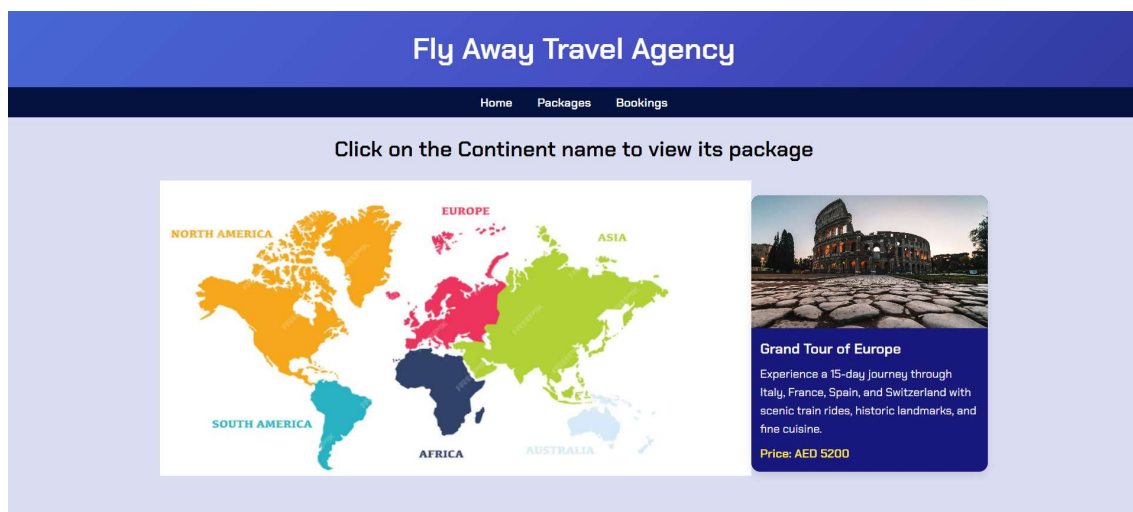 Fly Away Travel Agency
Home Packages Bookings
Click on the Continent name to view its package
EUROPE
NORTH AMERICA
ASIA
SOUTH AMERICA
AFRICA
AUSTRALIA
Grand Tour of Europe
Experience a 15-day journey through
Italy, France, Spain, and Switzerland with
scenic train rides, historic landmarks, and
fine cuisine.
Price: AED 5200